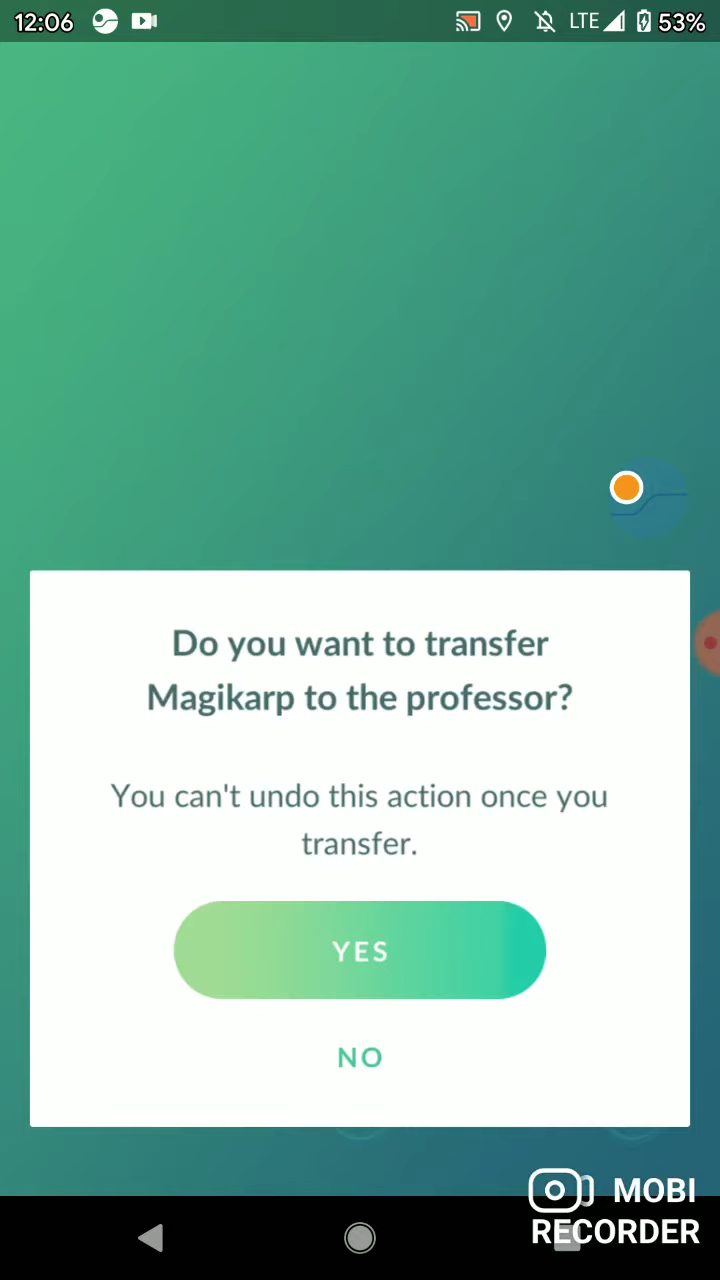 12:06 LTE 53%
Do you want to transfer
Magikarp to the professor?
You can't undo this action once you
transfer.
YES
NO
MOBI
RECORDER